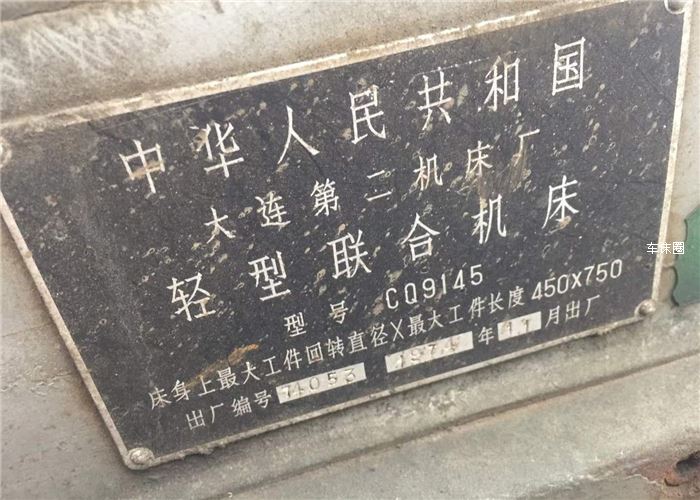 中华人民共和国
大连第二机床厂
轻型联合机床
型号 CQ9145
床身上最大工件回转直径X最大工件长度 450X750
出厂编号 74053 1974 年 11 月出厂
车床圈